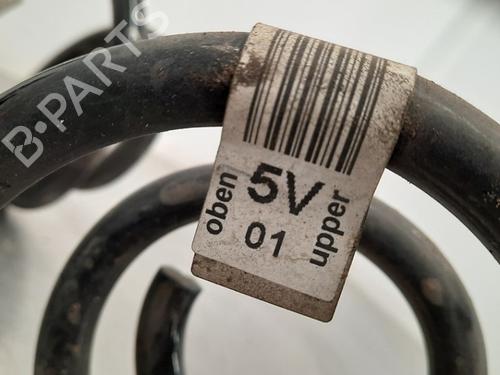 B-PARTS
oben
5V
01
upper